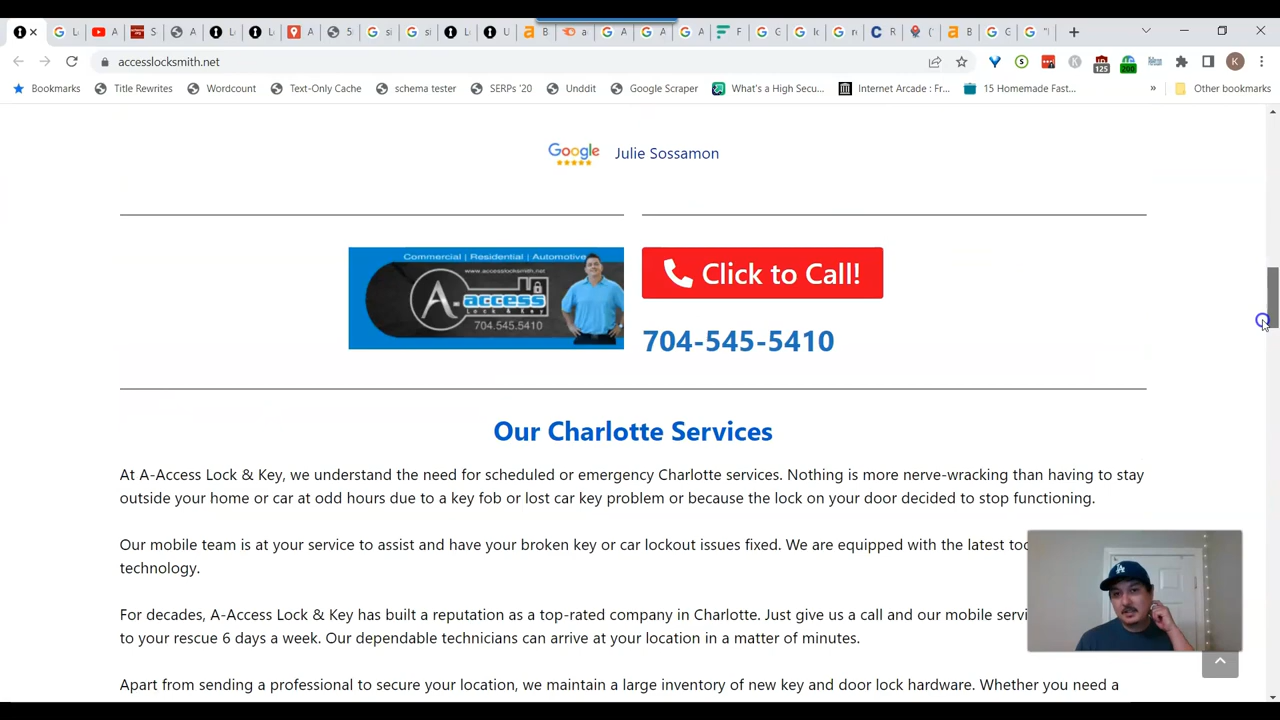 L
A
S
A
L
L
A
s
s
L
U
B
a
A
A
A
F
C
l
r
R
(
B
G
"
accesslocksmith.net
K
S
K
125
200
K
Bookmarks
Title Rewrites
Wordcount
Text-Only Cache
schema tester
SERPs '20
Unddit
Google Scraper
What's a High Secu...
Internet Arcade : Fr...
15 Homemade Fast...
»
Other bookmarks
Google
Julie Sossamon
Commercial | Residential | Automotive
www.accesslocksmith.net
A-access
Lock & Key
704.545.5410
Click to Call!
704-545-5410
Our Charlotte Services
At A-Access Lock & Key, we understand the need for scheduled or emergency Charlotte services. Nothing is more nerve-wracking than having to stay
outside your home or car at odd hours due to a key fob or lost car key problem or because the lock on your door decided to stop functioning.
Our mobile team is at your service to assist and have your broken key or car lockout issues fixed. We are equipped with the latest
technology.
For decades, A-Access Lock & Key has built a reputation as a top-rated company in Charlotte. Just give us a call and our mobile
to your rescue 6 days a week. Our dependable technicians can arrive at your location in a matter of minutes.
Apart from sending a professional to secure your location, we maintain a large inventory of new key and door lock hardware. Whether you need a
LA